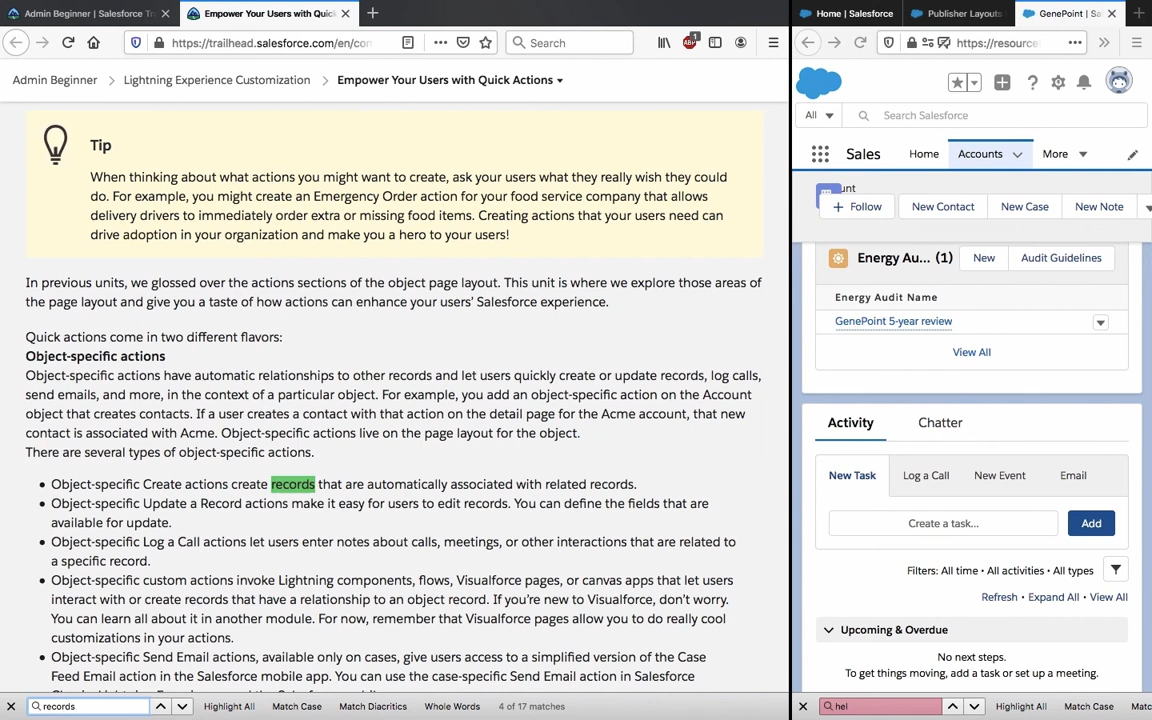 Admin Beginner | Salesforce Tr
Empower Your Users with Quick
Home | Salesforce
Publisher Layouts
GenePoint | Sal
https://trailhead.salesforce.com/en/con
Search
1
https://resource
Admin Beginner
Lightning Experience Customization
Empower Your Users with Quick Actions
Tip
When thinking about what actions you might want to create, ask your users what they really wish they could
do. For example, you might create an Emergency Order action for your food service company that allows
delivery drivers to immediately order extra or missing food items. Creating actions that your users need can
drive adoption in your organization and make you a hero to your users!
In previous units, we glossed over the actions sections of the object page layout. This unit is where we explore those areas of
the page layout and give you a taste of how actions can enhance your users' Salesforce experience.
Quick actions come in two different flavors:
Object-specific actions
Object-specific actions have automatic relationships to other records and let users quickly create or update records, log calls,
send emails, and more, in the context of a particular object. For example, you add an object-specific action on the Account
object that creates contacts. If a user creates a contact with that action on the detail page for the Acme account, that new
contact is associated with Acme. Object-specific actions live on the page layout for the object.
There are several types of object-specific actions.
• Object-specific Create actions create records that are automatically associated with related records.
• Object-specific Update a Record actions make it easy for users to edit records. You can define the fields that are
available for update.
• Object-specific Log a Call actions let users enter notes about calls, meetings, or other interactions that are related to
a specific record.
• Object-specific custom actions invoke Lightning components, flows, Visualforce pages, or canvas apps that let users
interact with or create records that have a relationship to an object record. If you're new to Visualforce, don't worry.
You can learn all about it in another module. For now, remember that Visualforce pages allow you to do really cool
customizations in your actions.
• Object-specific Send Email actions, available only on cases, give users access to a simplified version of the Case
Feed Email action in the Salesforce mobile app. You can use the case-specific Send Email action in Salesforce
records
Highlight All
Match Case
Match Diacritics
Whole Words
4 of 17 matches
All
Search Salesforce
Sales
Home
Accounts
More
unt
Follow
New Contact
New Case
New Note
Energy Au... (1)
New
Audit Guidelines
Energy Audit Name
GenePoint 5-year review
View All
Activity
Chatter
New Task
Log a Call
New Event
Email
Create a task...
Add
Filters: All time • All activities • All types
Refresh • Expand All • View All
Upcoming & Overdue
No next steps.
To get things moving, add a task or set up a meeting.
hel
Highlight All
Match Case
Matc